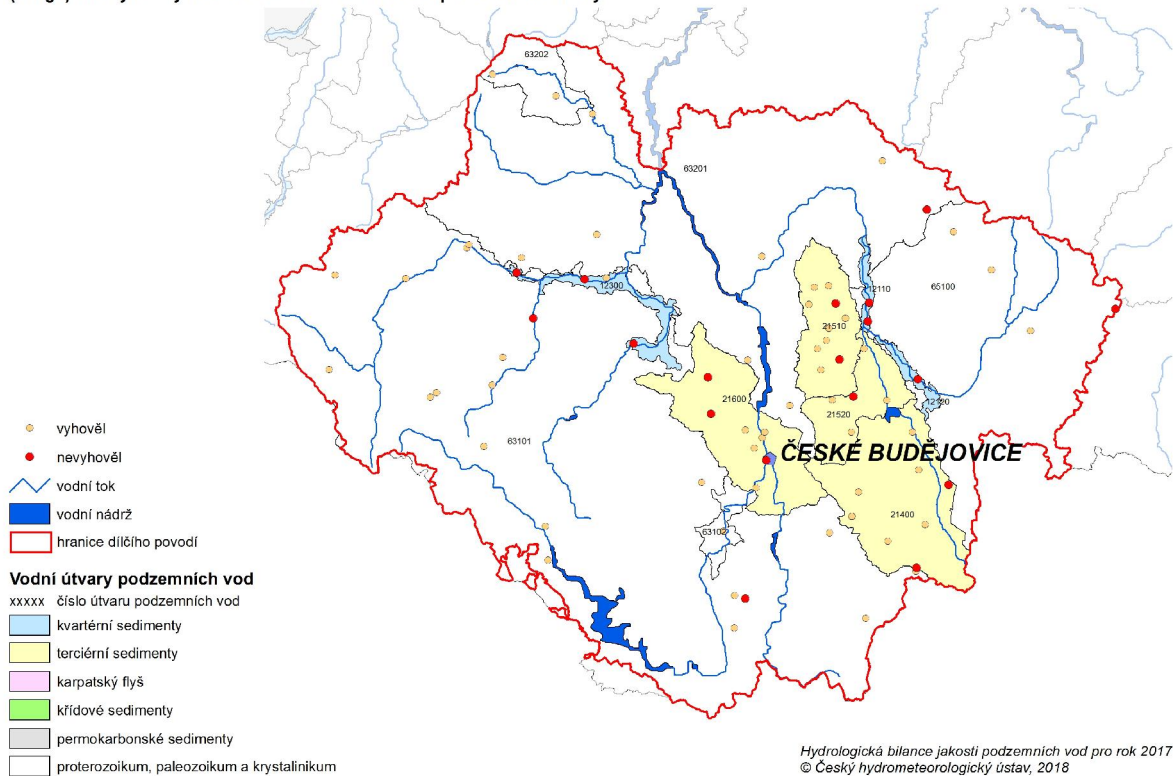 63202
63201
12300
12110
65100
21510
21600
21520
12120
63101
ČESKÉ BUDĚJOVICE
21400
63102
vyhověl
nevyhověl
vodní tok
vodní nádrž
hranice dílčího povodí
Vodní útvary podzemních vod
xxxxx číslo útvaru podzemních vod
kvartérní sedimenty
terciérní sedimenty
karpatský flyš
křídové sedimenty
permokarbonské sedimenty
proterozoikum, paleozoikum a krystalinikum
Hydrologická bilance jakosti podzemních vod pro rok 2017
© Český hydrometeorologický ústav, 2018